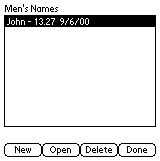 Men's Names
John - 13.27 9/6/00
New Open Delete Done